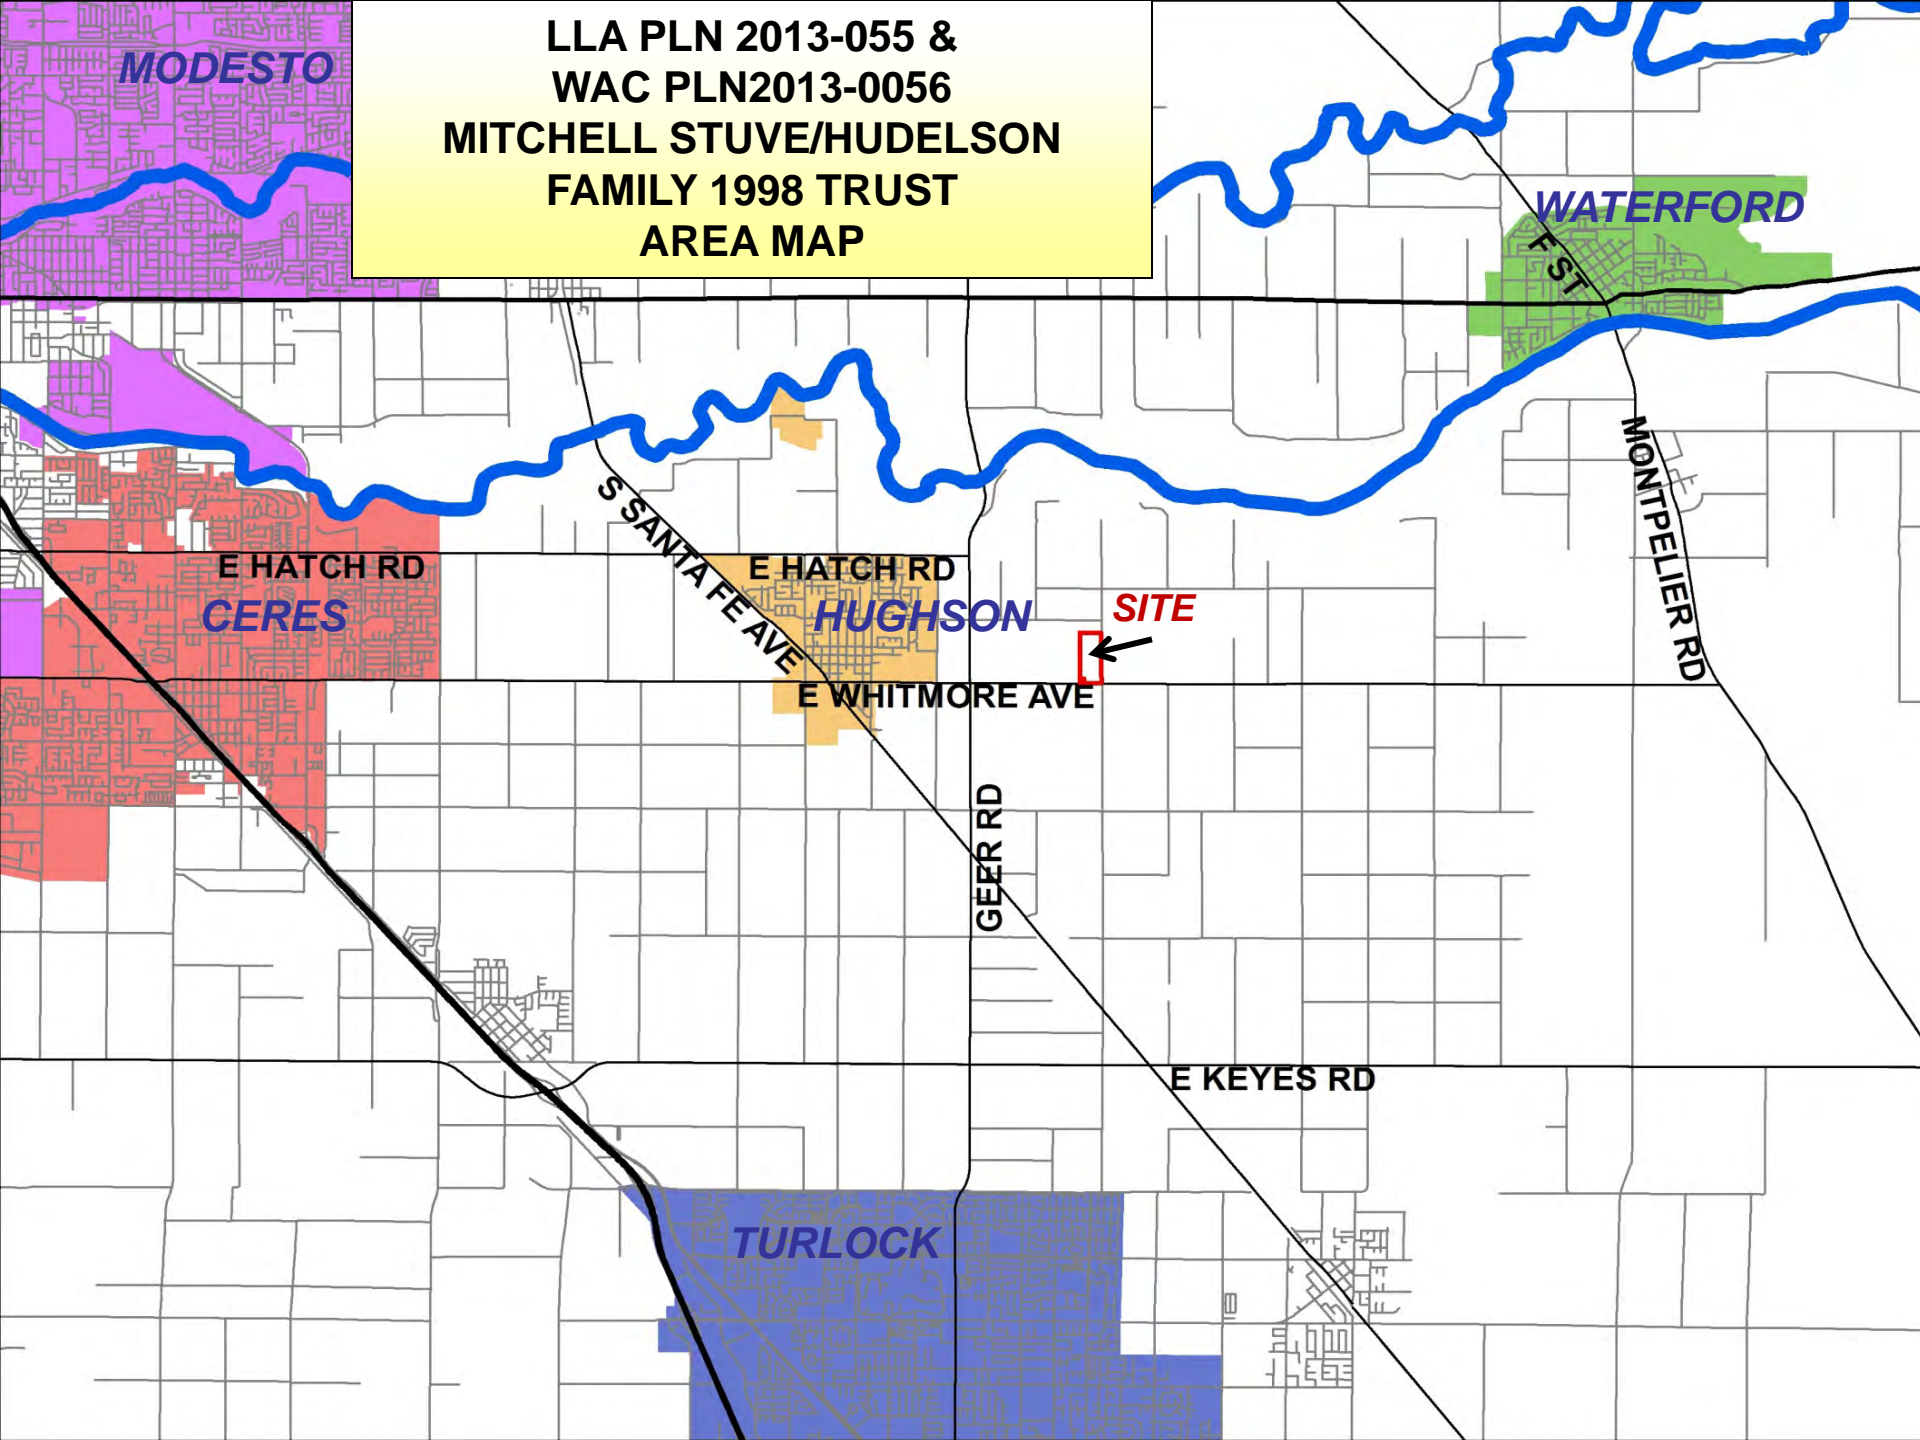 LLA PLN 2013-055 &
WAC PLN2013-0056
MITCHELL STUVE/HUDELSON
FAMILY 1998 TRUST
AREA MAP
MODESTO
WATERFORD
F ST
MONTPELIER RD
S SANTA FE AVE
E HATCH RD
E HATCH RD
CERES
HUGHSON
SITE
E WHITMORE AVE
GEER RD
E KEYES RD
TURLOCK